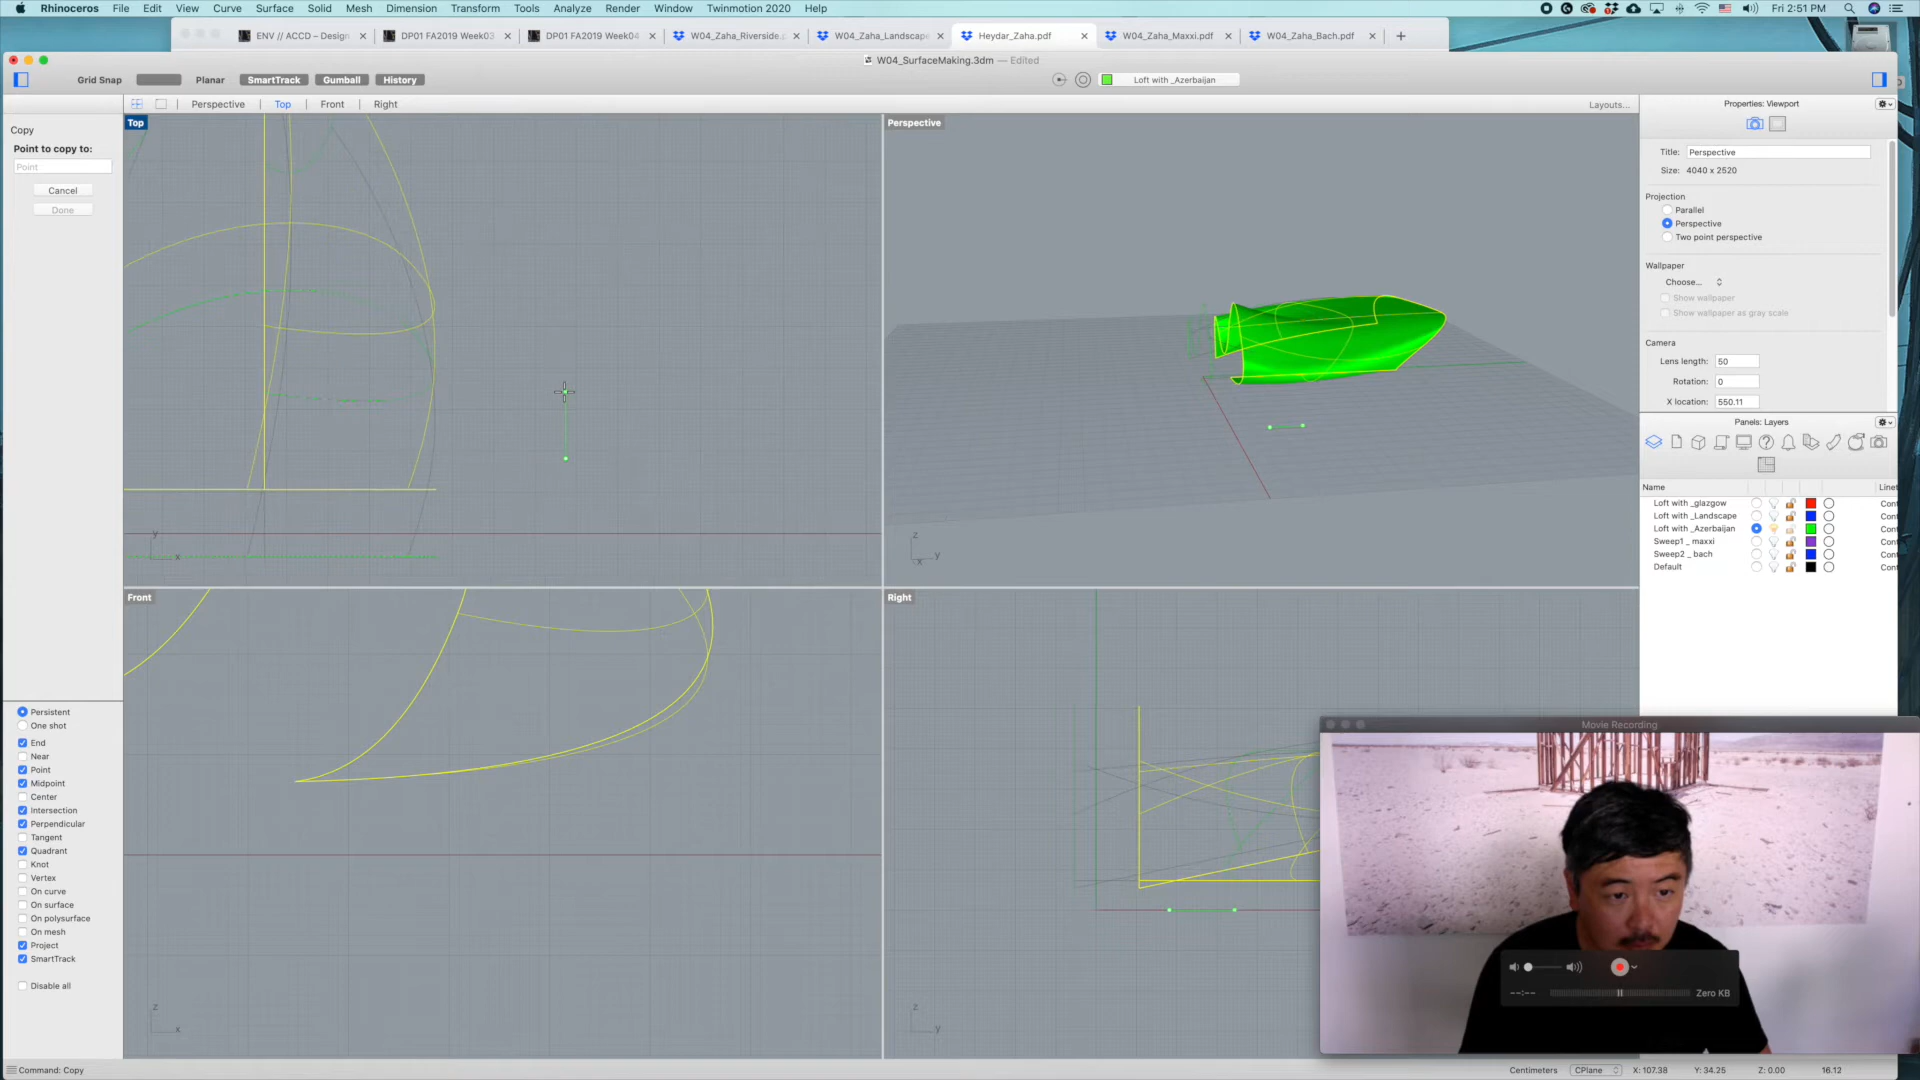 Rhinoceros File Edit View Curve Surface Solid Mesh Dimension Transform Tools Analyze Render Window Twinmotion 2020 Help Fri 2:51 PM
ENV // ACCD – Design DP01 FA2019 Week03 DP01 FA2019 Week04 W04_Zaha_Riverside.p W04_Zaha_Landscape Heydar_Zaha.pdf W04_Zaha_Maxxi.pdf W04_Zaha_Bach.pdf
W04_SurfaceMaking.3dm — Edited
Grid Snap Planar SmartTrack Gumball History Loft with _Azerbaijan
Perspective Top Front Right Layouts...
Copy
Point to copy to:
Point
Cancel
Done
Persistent
One shot
End
Near
Point
Midpoint
Center
Intersection
Perpendicular
Tangent
Quadrant
Knot
Vertex
On curve
On surface
On polysurface
On mesh
Project
SmartTrack
Disable all
Top
y
x
Perspective
z
y
x
Front
z
x
Right
z
y
Properties: Viewport
Title: Perspective
Size: 4040 x 2520
Projection
Parallel
Perspective
Two point perspective
Wallpaper
Choose...
Show wallpaper
Show wallpaper as gray scale
Camera
Lens length: 50
Rotation: 0
X location: 550.11
Panels: Layers
Name Linet
Loft with _glazgow Cont
Loft with _Landscape Cont
Loft with _Azerbaijan Cont
Sweep1 _ maxxi Cont
Sweep2 _ bach Cont
Default Cont
Movie Recording
--:-- Zero KB
Command: Copy Centimeters CPlane X: 107.38 Y: 34.25 Z: 0.00 16.12